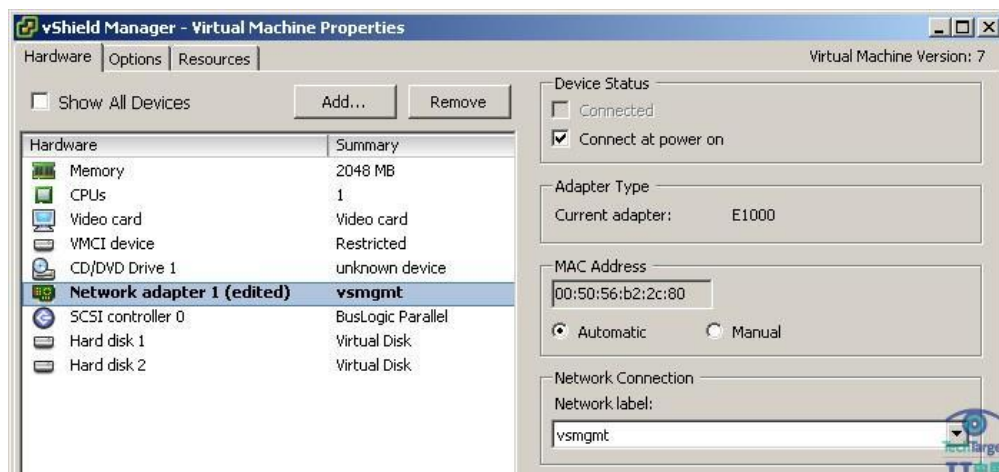 vShield Manager - Virtual Machine Properties
Hardware Options Resources
Virtual Machine Version: 7
Show All Devices
Add...
Remove
Hardware Summary
Memory 2048 MB
CPUs 1
Video card Video card
VMCI device Restricted
CD/DVD Drive 1 unknown device
Network adapter 1 (edited) vsmgmt
SCSI controller 0 BusLogic Parallel
Hard disk 1 Virtual Disk
Hard disk 2 Virtual Disk
Device Status
Connected
Connect at power on
Adapter Type
Current adapter: E1000
MAC Address
00:50:56:b2:2c:80
Automatic Manual
Network Connection
Network label:
vsmgmt
TechTarget